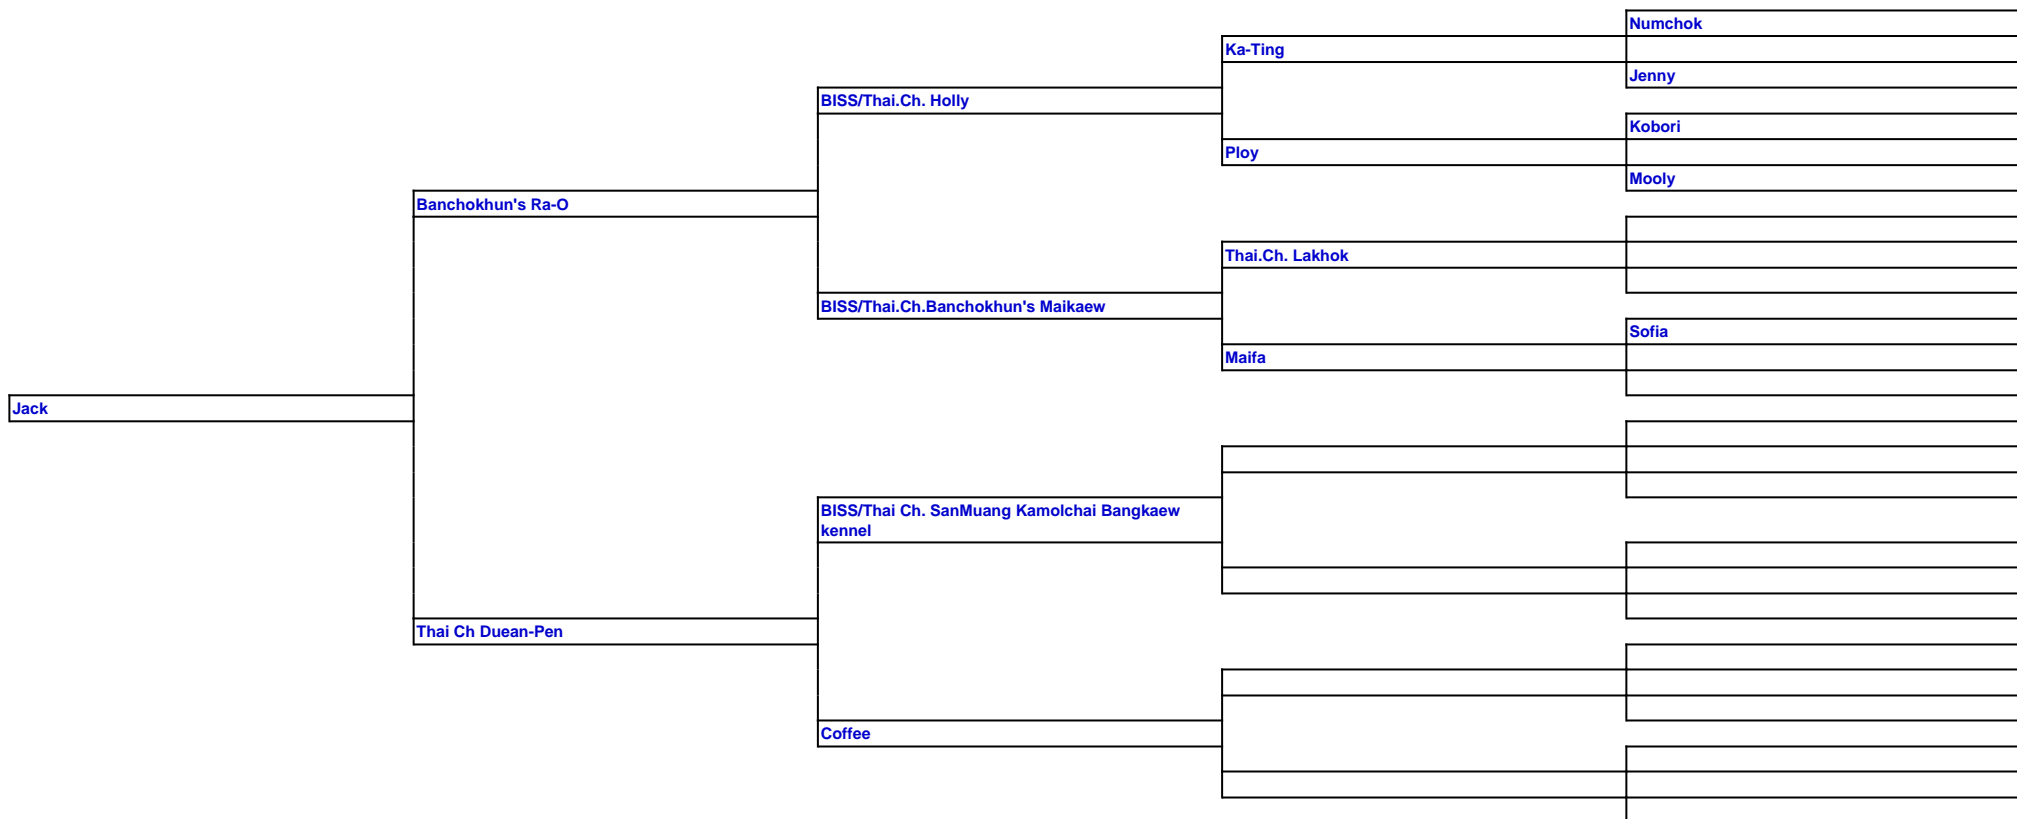 Numchok
Ka-Ting
Jenny
BISS/Thai.Ch. Holly
Kobori
Ploy
Mooly
Banchokhun's Ra-O
Thai.Ch. Lakhok
BISS/Thai.Ch.Banchokhun's Maikaew
Sofia
Maifa
Jack
BISS/Thai Ch. SanMuang Kamolchai Bangkaew
kennel
Thai Ch Duean-Pen
Coffee